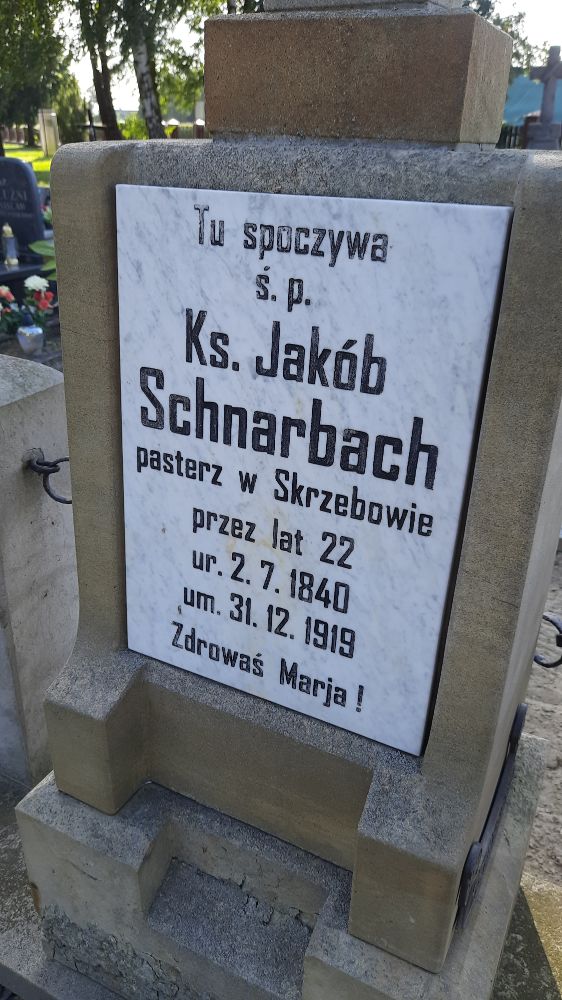 Tu spoczywa
ś. p.
Ks. Jakób
Schnarbach
pasterz w Skrzebowie
przez lat 22
ur. 2. 7. 1840
um. 31. 12. 1919
Zdrowaś Marja !